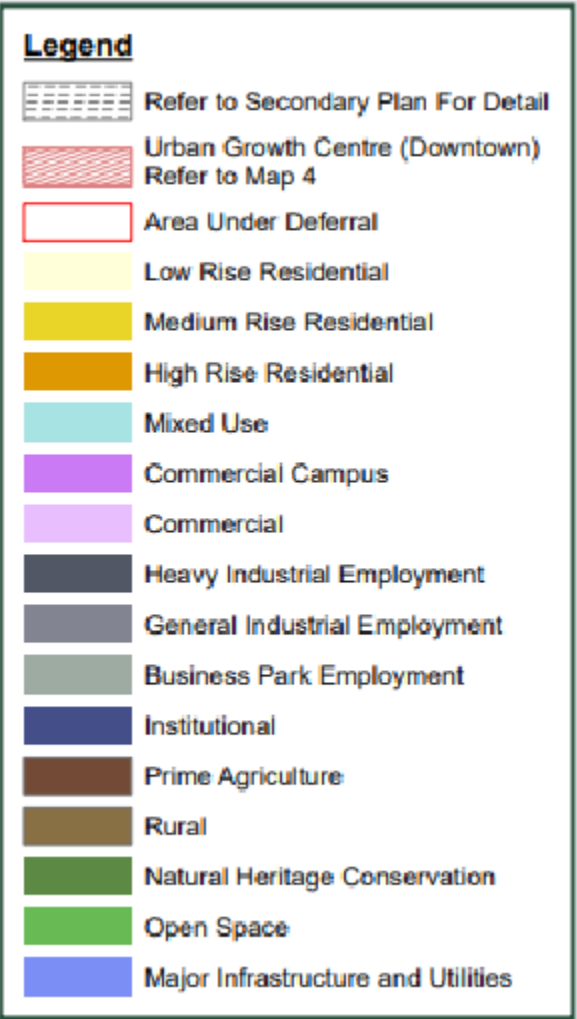 Legend
Refer to Secondary Plan For Detail
Urban Growth Centre (Downtown)
Refer to Map 4
Area Under Deferral
Low Rise Residential
Medium Rise Residential
High Rise Residential
Mixed Use
Commercial Campus
Commercial
Heavy Industrial Employment
General Industrial Employment
Business Park Employment
Institutional
Prime Agriculture
Rural
Natural Heritage Conservation
Open Space
Major Infrastructure and Utilities